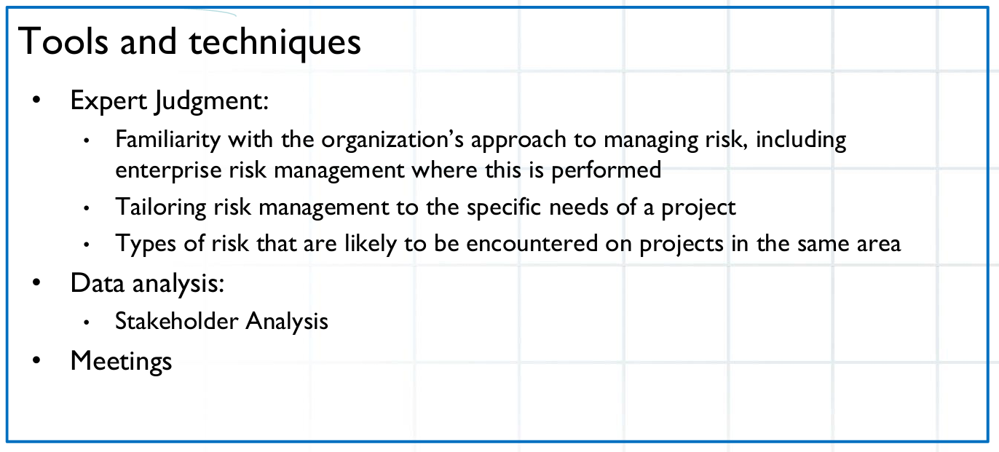 Tools and techniques
• Expert Judgment:
• Familiarity with the organization’s approach to managing risk, including
enterprise risk management where this is performed
• Tailoring risk management to the specific needs of a project
• Types of risk that are likely to be encountered on projects in the same area
• Data analysis:
• Stakeholder Analysis
• Meetings